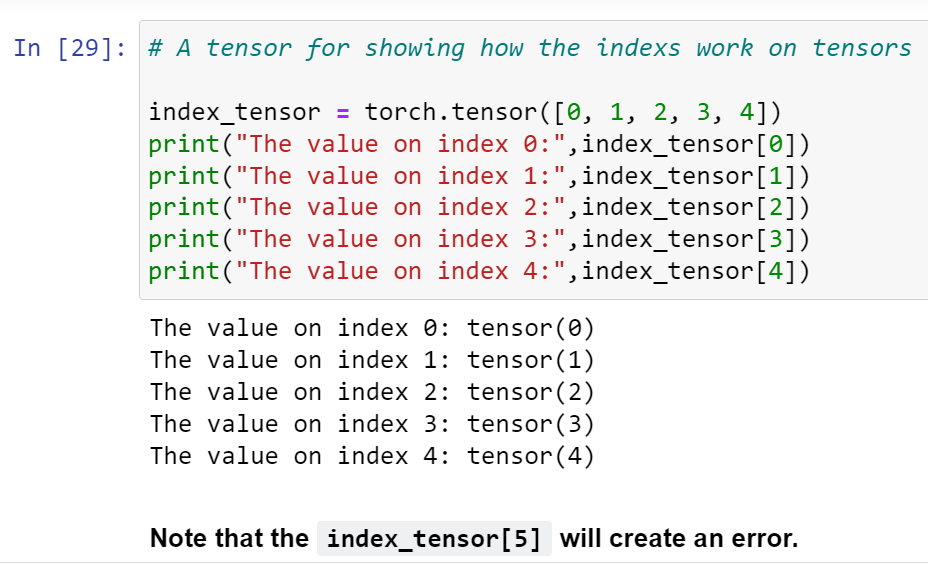 In [29]: # A tensor for showing how the indexs work on tensors
index_tensor = torch.tensor([0, 1, 2, 3, 4])
print("The value on index 0:",index_tensor[0])
print("The value on index 1:",index_tensor[1])
print("The value on index 2:",index_tensor[2])
print("The value on index 3:",index_tensor[3])
print("The value on index 4:",index_tensor[4])
The value on index 0: tensor(0)
The value on index 1: tensor(1)
The value on index 2: tensor(2)
The value on index 3: tensor(3)
The value on index 4: tensor(4)
Note that the index_tensor[5] will create an error.